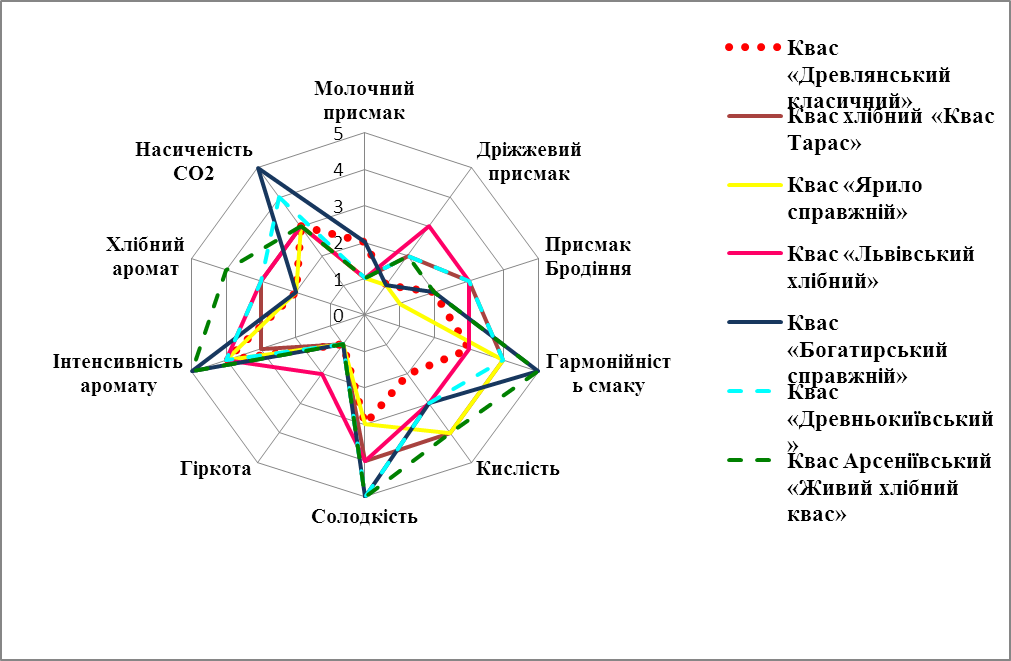 Молочний
присмак
Дріжжевий
присмак
Присмак
Бродіння
Гармонійніст
ь смаку
Кислість
Солодкість
Гіркота
Інтенсивність
аромату
Хлібний
аромат
Насиченість
СО2
5
4
3
2
1
0
Квас
«Древлянський
класичний»
Квас хлібний «Квас
Тарас»
Квас «Ярило
справжній»
Квас «Львівський
хлібний»
Квас
«Богатирський
справжній»
Квас
«Древньокиївський
»
Квас Арсеніївський
«Живий хлібний
квас»